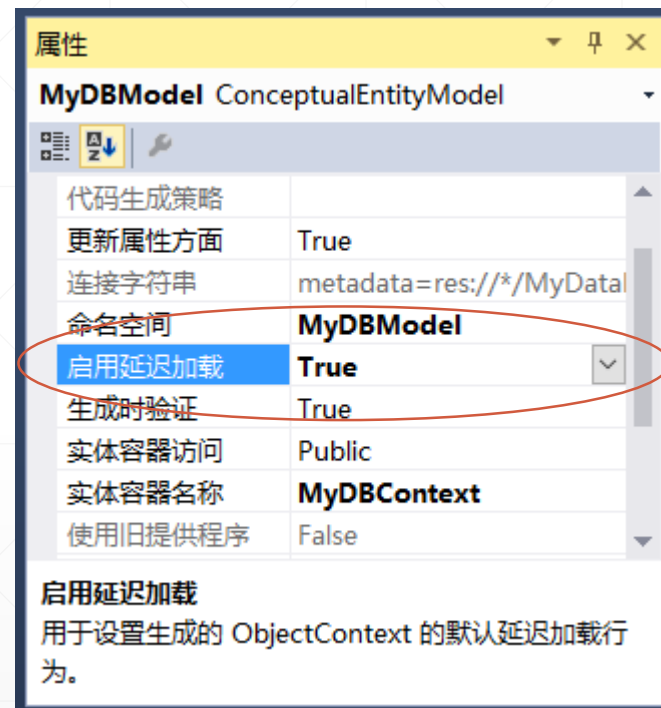 属性
MyDBModel ConceptualEntityModel
代码生成策略
更新属性方面 True
连接字符串 metadata=res://*/MyDatal
命名空间 MyDBModel
启用延迟加载 True
生成时验证 True
实体容器访问 Public
实体容器名称 MyDBContext
使用旧提供程序 False
启用延迟加载
用于设置生成的 ObjectContext 的默认延迟加载行
为。